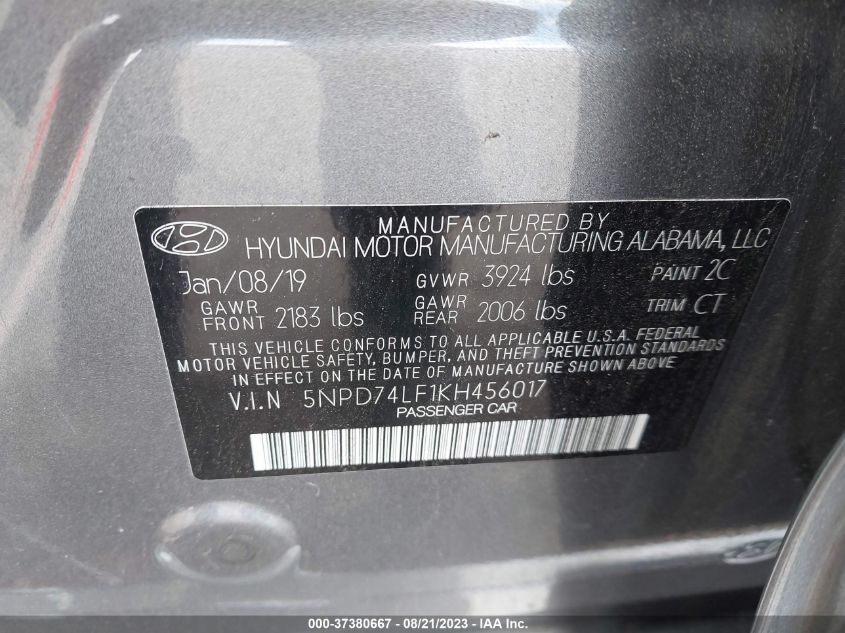 MANUFACTURED BY
HYUNDAI MOTOR MANUFACTURING ALABAMA, LLC
Jan/08/19 GVWR 3924 lbs PAINT 2C
GAWR FRONT 2183 lbs GAWR REAR 2006 lbs TRIM CT
THIS VEHICLE CONFORMS TO ALL APPLICABLE U.S.A. FEDERAL
MOTOR VEHICLE SAFETY, BUMPER, AND THEFT PREVENTION STANDARDS
IN EFFECT ON THE DATE OF MANUFACTURE SHOWN ABOVE
V.I.N 5NPD74LF1KH456017
PASSENGER CAR
000-37380667 - 08/21/2023 - © IAA Inc.